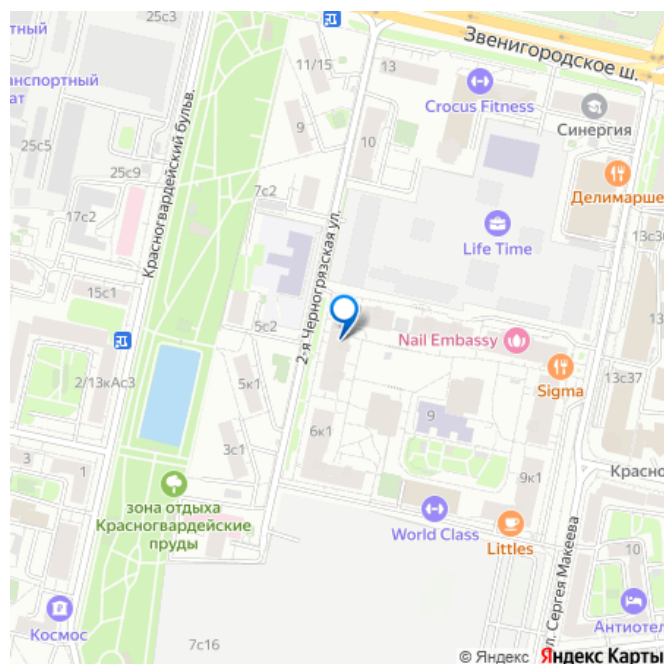 тный
25с3
11/15
13
Звенигородское ш.
анспортный
ат
Crocus Fitness
Синергия
9
10
25с5
25с9
Красногвардейский бульв.
7с2
Делимарше
17с2
Life Time
13с36
15с1
2-я Черногрязская ул.
5с2
Nail Embassy
2/13кАс3
5к1
Sigma
13с37
9
6к1
3с1
3
1
9к1
Красно
зона отдыха
Красногвардейские
пруды
World Class
Littles
ул. Сергея Макеева
10
Космос
7с16
Антиотел
© Яндекс Яндекс Карты